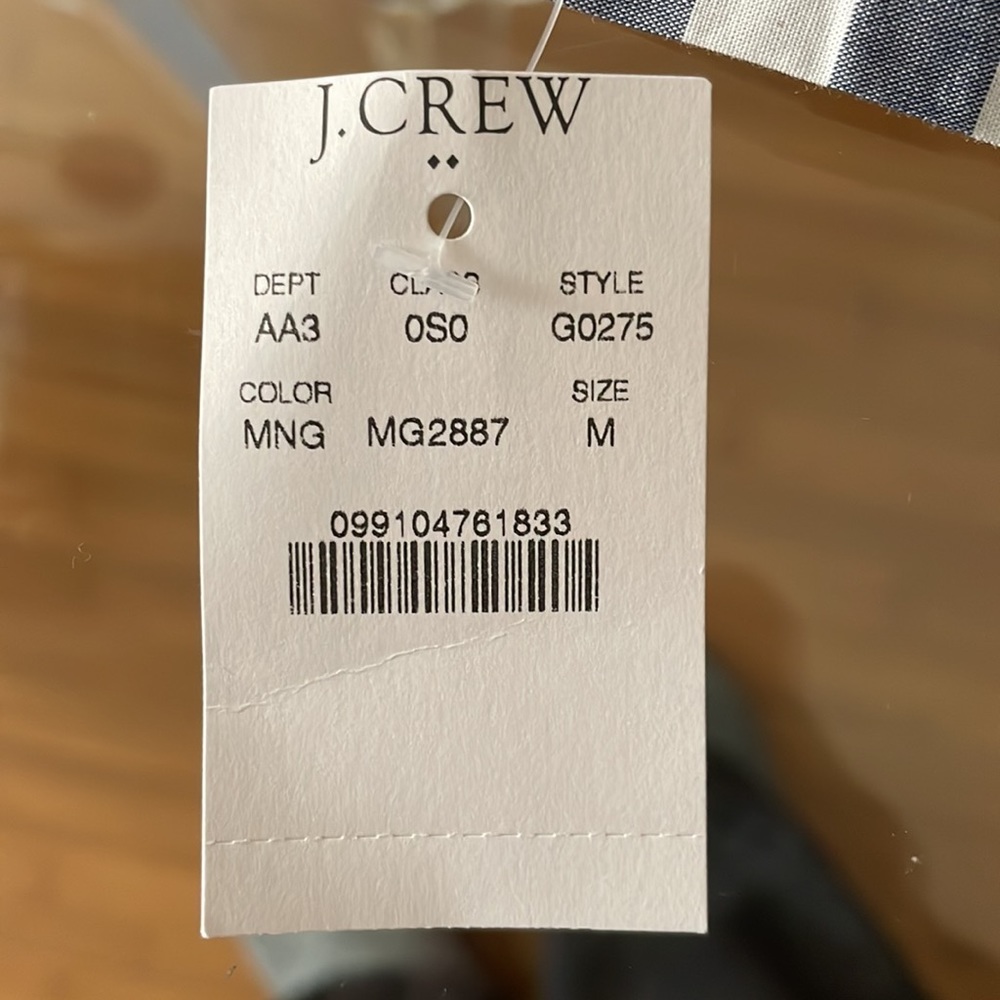 J.CREW
DEPT CLASS STYLE
AA3 0S0 G0275
COLOR SIZE
MNG MG2887 M
099104761833